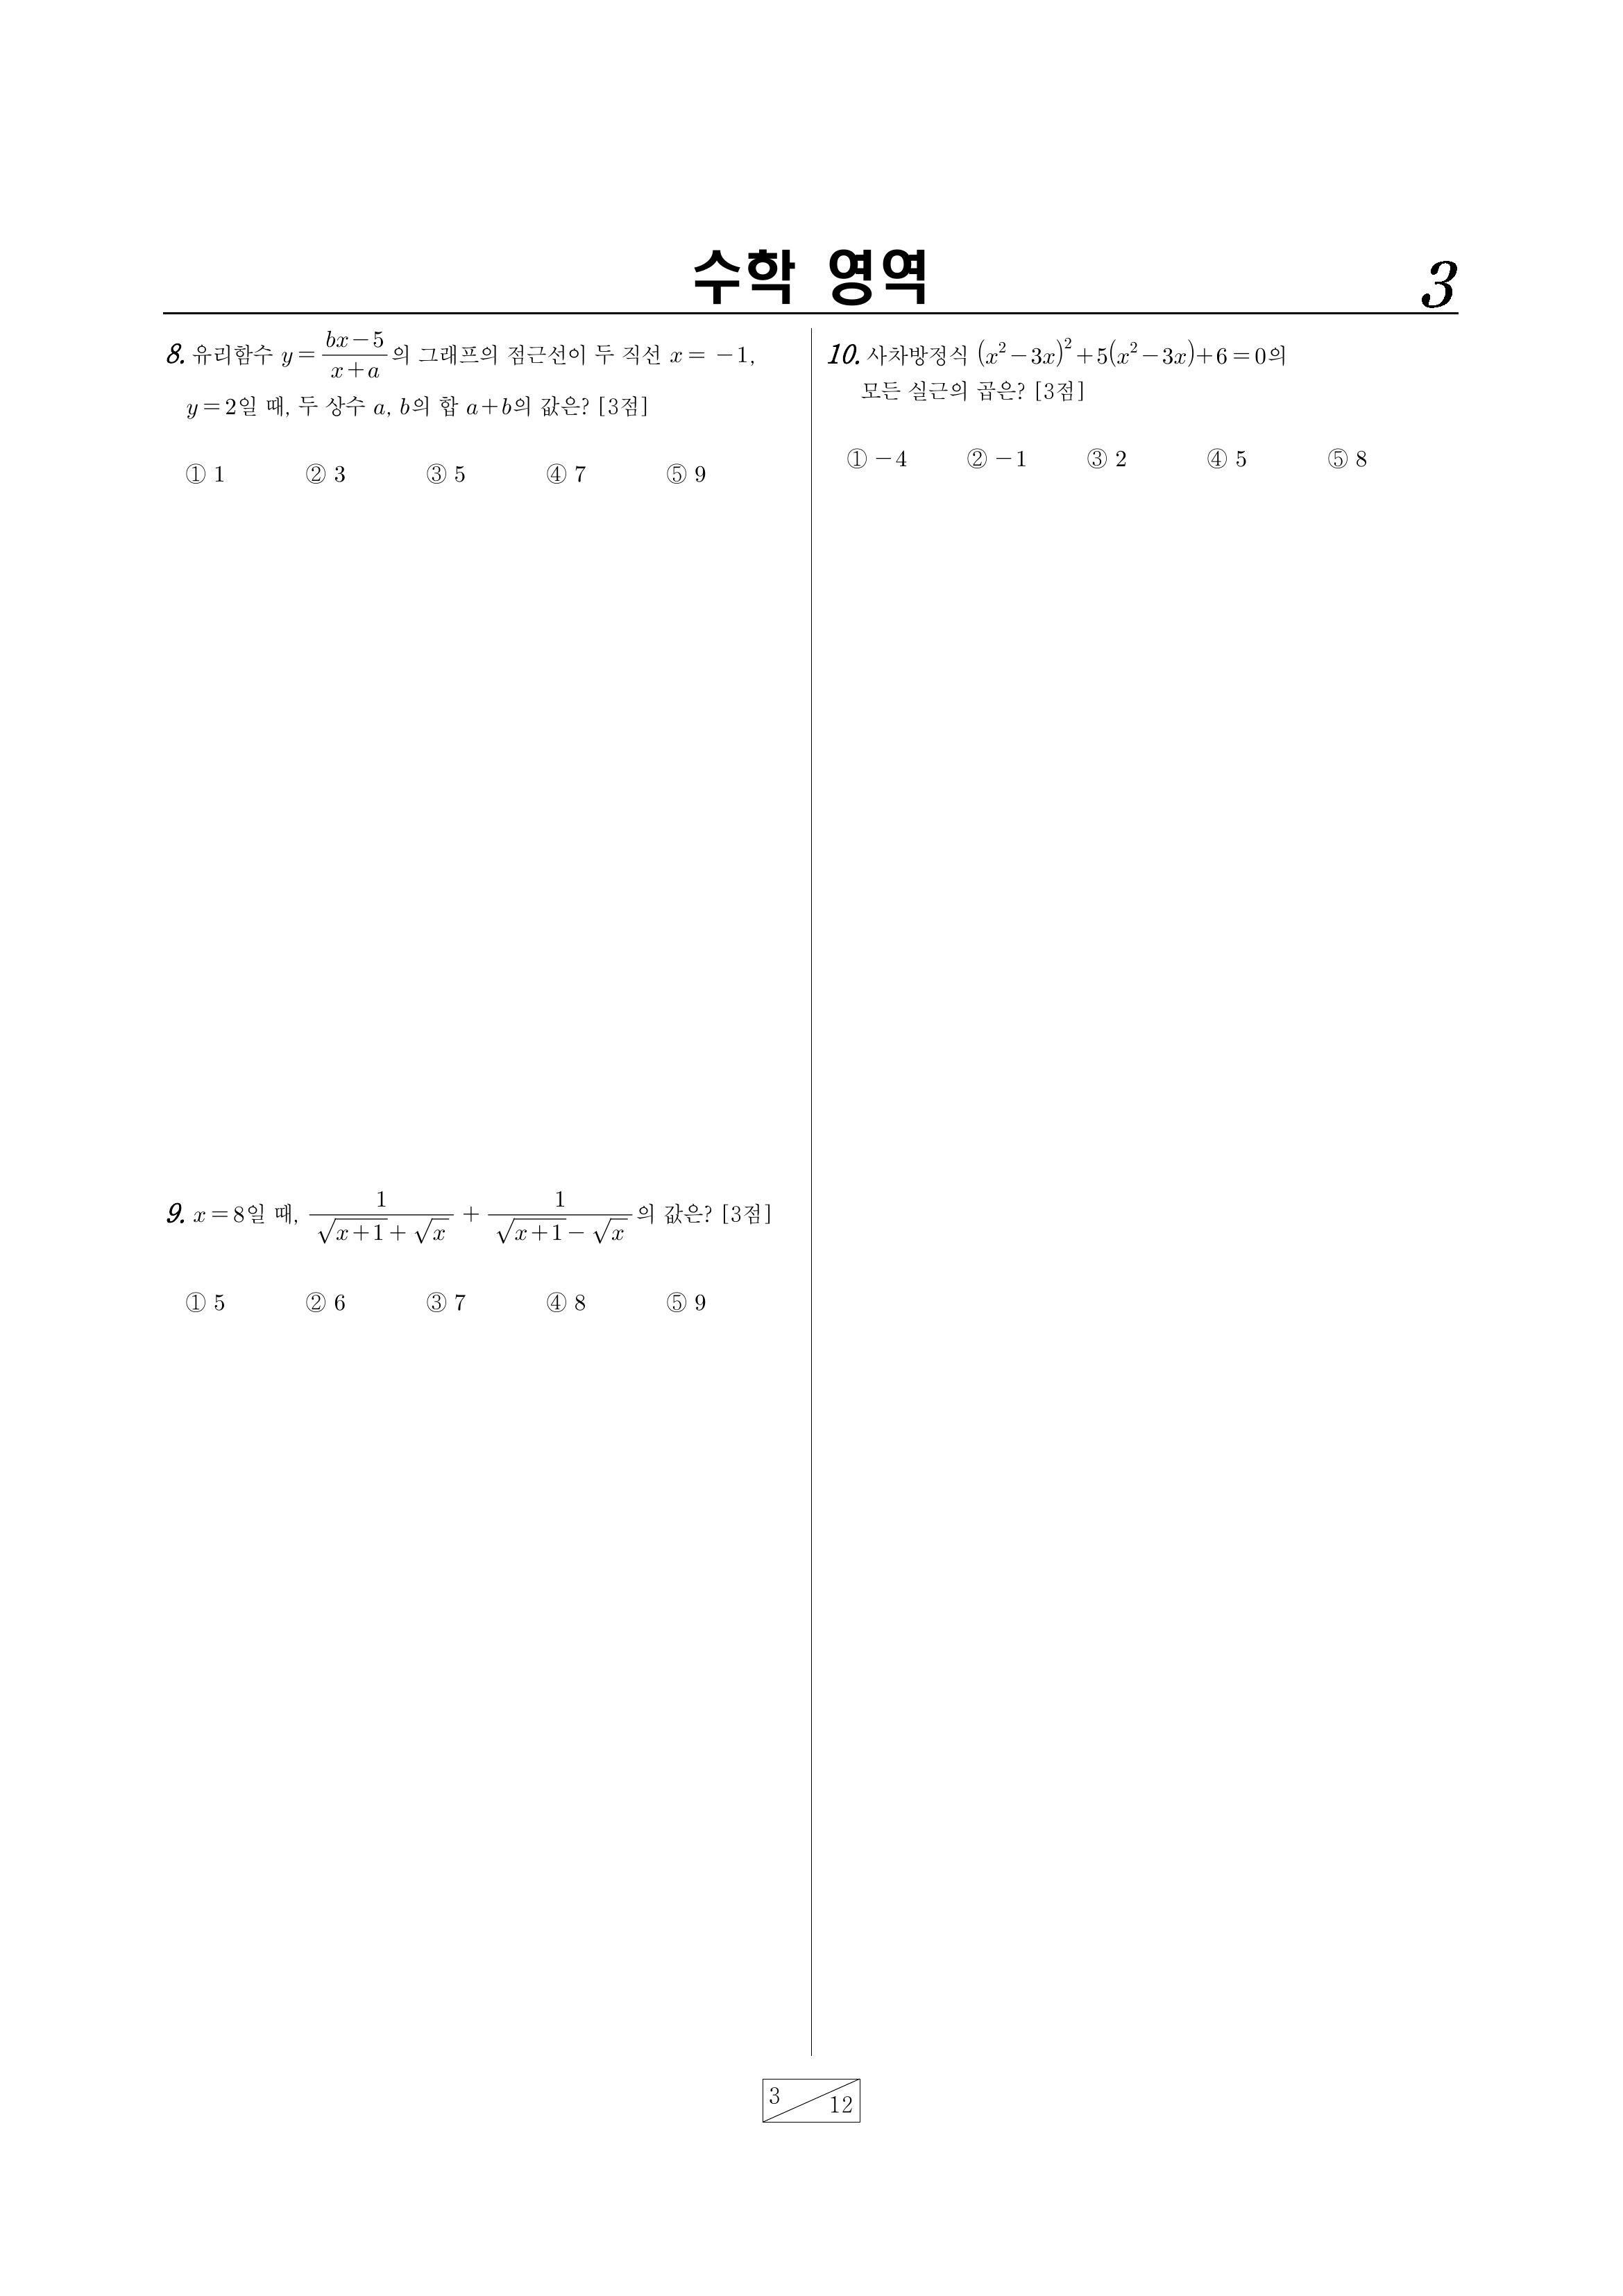 수학 영역
3
8. 유리함수 y = \frac{bx-5}{x+a}의 그래프의 점근선이 두 직선 x = -1,
y = 2일 때, 두 상수 a, b의 합 a+b의 값은? [3점]
① 1 ② 3 ③ 5 ④ 7 ⑤ 9
9. x = 8일 때, \frac{1}{\sqrt{x+1}+\sqrt{x}} + \frac{1}{\sqrt{x+1}-\sqrt{x}}의 값은? [3점]
① 5 ② 6 ③ 7 ④ 8 ⑤ 9
10. 사차방정식 (x²-3x)²+5(x²-3x)+6 = 0의
모든 실근의 곱은? [3점]
① -4 ② -1 ③ 2 ④ 5 ⑤ 8
3 12